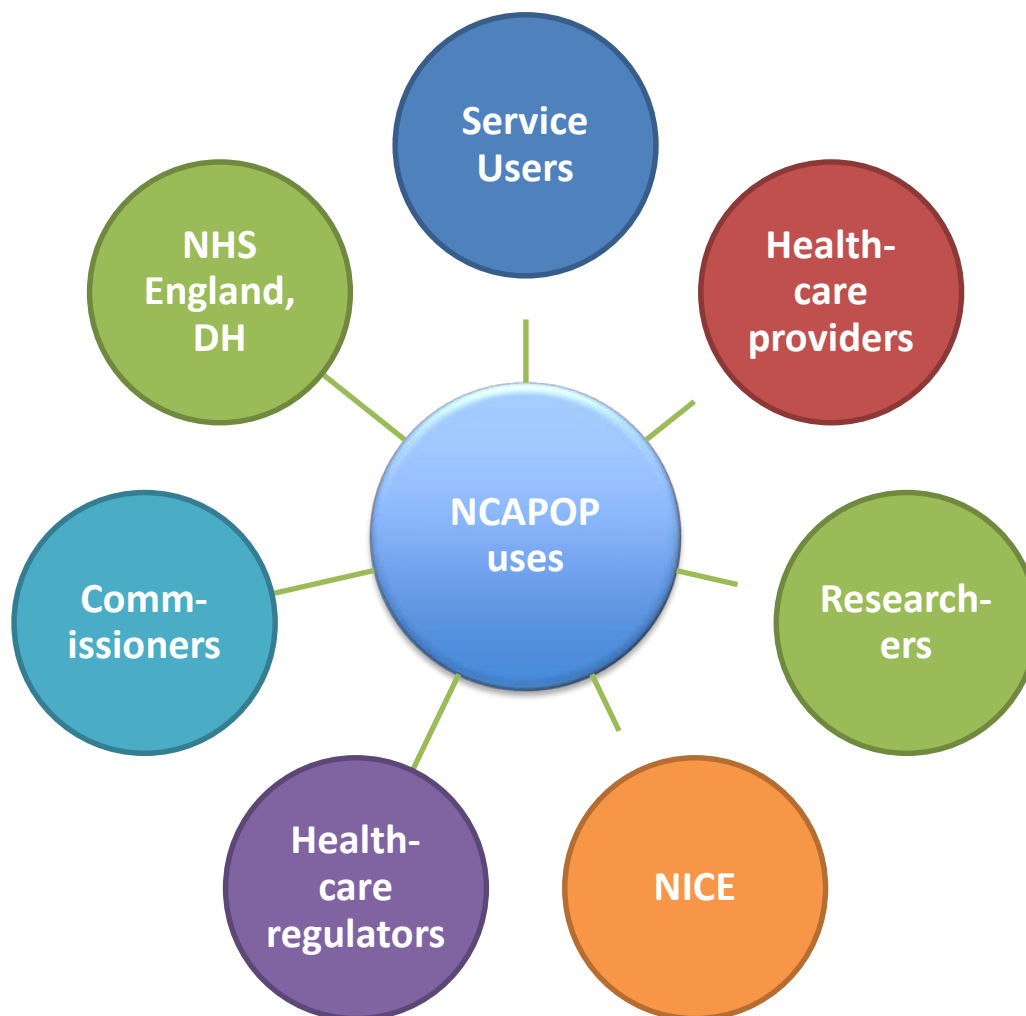 Service
Users
Health-
care
providers
Research-
ers
NICE
Health-
care
regulators
Comm-
issioners
NHS
England,
DH
NCAPOP
uses